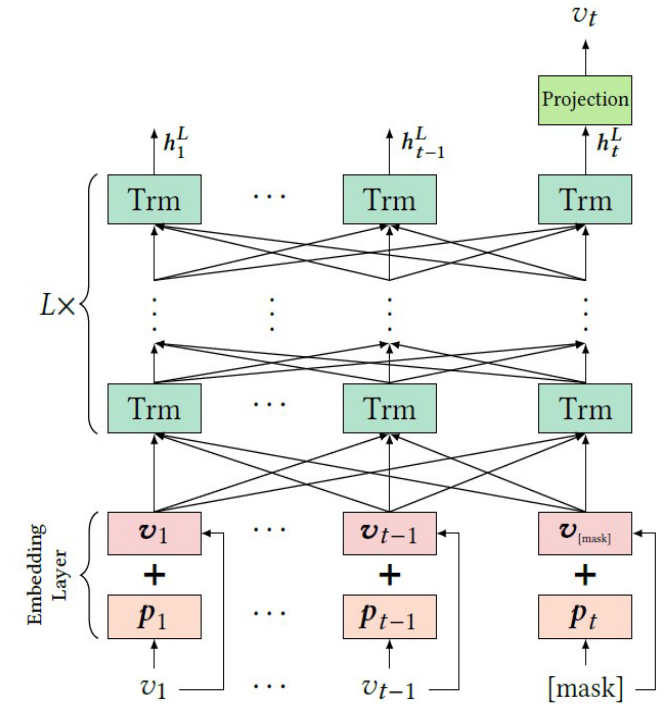 v_t
Projection
h_1^L h_{t-1}^L h_t^L
Trm ··· Trm Trm
L×
Trm ··· Trm Trm
Embedding
Layer
v_1 ··· v_{t-1} v_{[mask]}
+ + +
p_1 ··· p_{t-1} p_t
v_1 ··· v_{t-1} [mask]